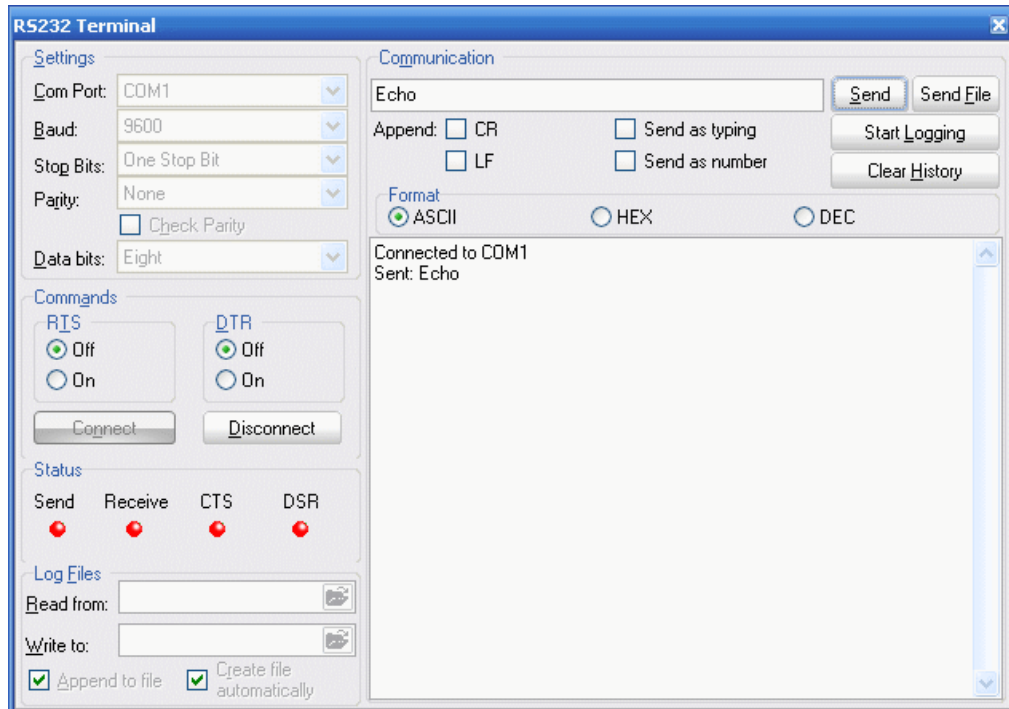 RS232 Terminal
Settings
Com Port: COM1
Baud: 9600
Stop Bits: One Stop Bit
Parity: None
Check Parity
Data bits: Eight
Commands
RTS
Off
On
DTR
Off
On
Connect Disconnect
Status
Send Receive CTS DSR
Log Files
Read from:
Write to:
Append to file
Create file
automatically
Communication
Echo
Send Send File
Append: CR Send as typing Start Logging
LF Send as number Clear History
Format
ASCII HEX DEC
Connected to COM1
Sent: Echo